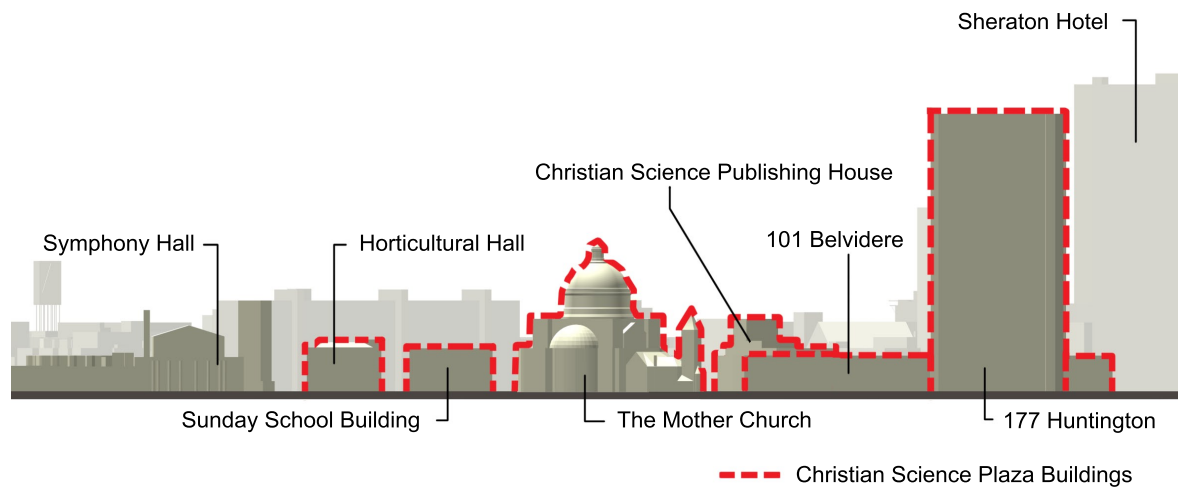 Sheraton Hotel
Christian Science Publishing House
Symphony Hall
Horticultural Hall
101 Belvidere
Sunday School Building
The Mother Church
177 Huntington
Christian Science Plaza Buildings